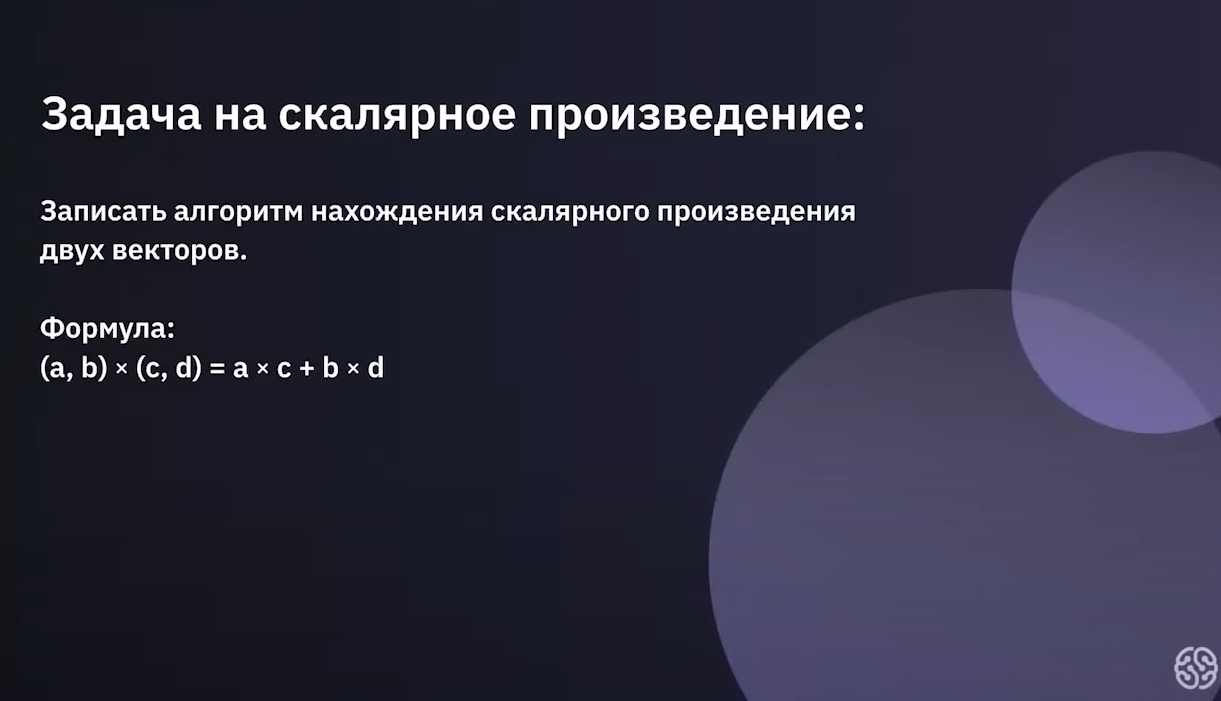 Задача на скалярное произведение:
Записать алгоритм нахождения скалярного произведения
двух векторов.
Формула:
(a, b) × (c, d) = a × c + b × d